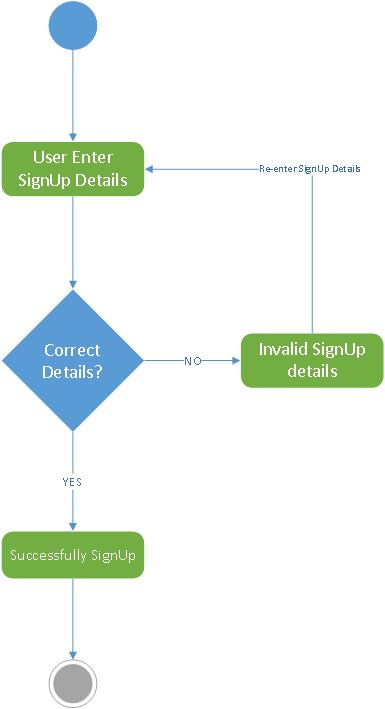 User Enter
SignUp Details
Re-enter SignUp Details
Correct
Details?
NO
Invalid SignUp
details
YES
Successfully SignUp